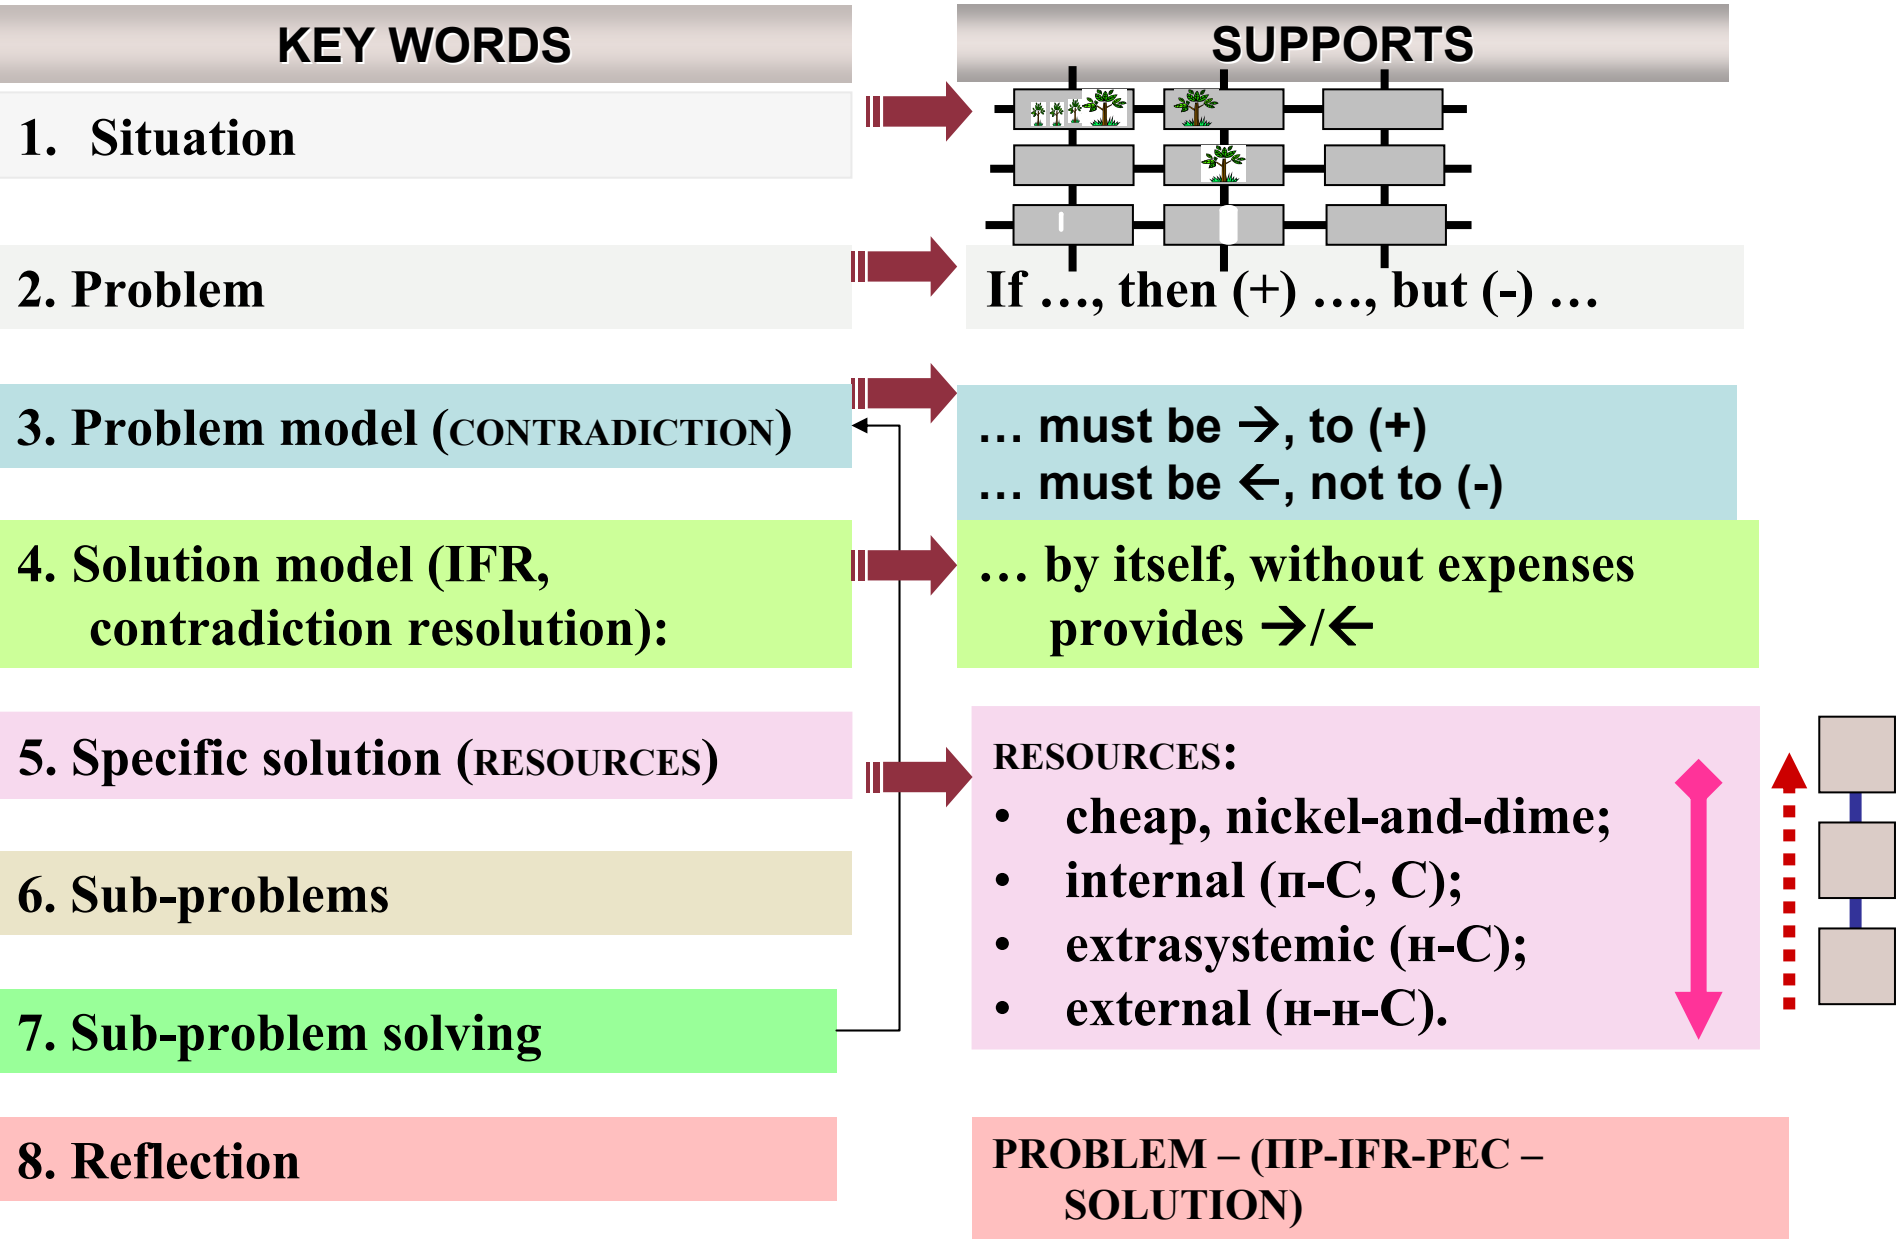 KEY WORDS
SUPPORTS
1. Situation
2. Problem
If …, then (+) …, but (-) …
3. Problem model (CONTRADICTION)
… must be →, to (+)
… must be ←, not to (-)
4. Solution model (IFR,
contradiction resolution):
… by itself, without expenses
provides →/←
5. Specific solution (RESOURCES)
RESOURCES:
• cheap, nickel-and-dime;
• internal (п-С, С);
• extrasystemic (н-С);
• external (н-н-С).
6. Sub-problems
7. Sub-problem solving
8. Reflection
PROBLEM – (ПР-IFR-РЕС –
SOLUTION)